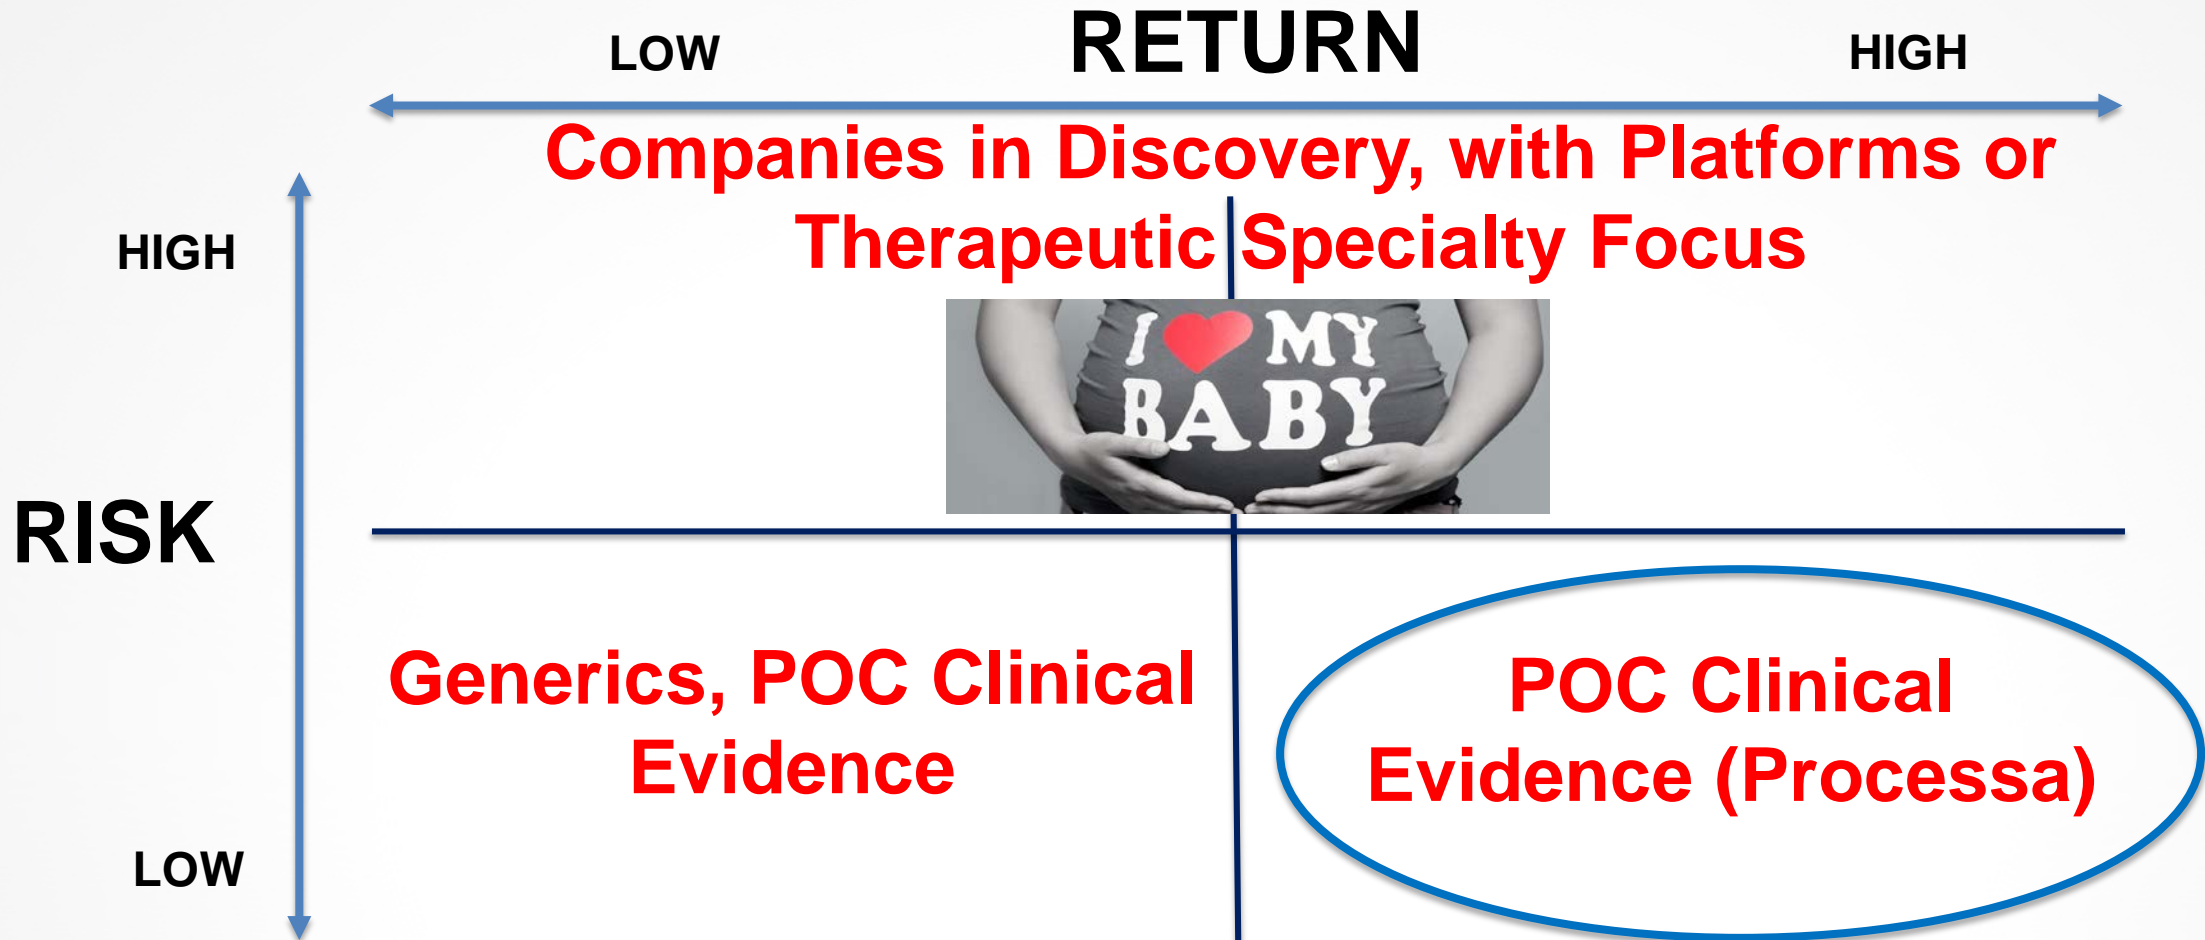 LOW RETURN HIGH
Companies in Discovery, with Platforms or
Therapeutic Specialty Focus
HIGH
I ❤ MY
BABY
RISK
Generics, POC Clinical
Evidence
POC Clinical
Evidence (Processa)
LOW